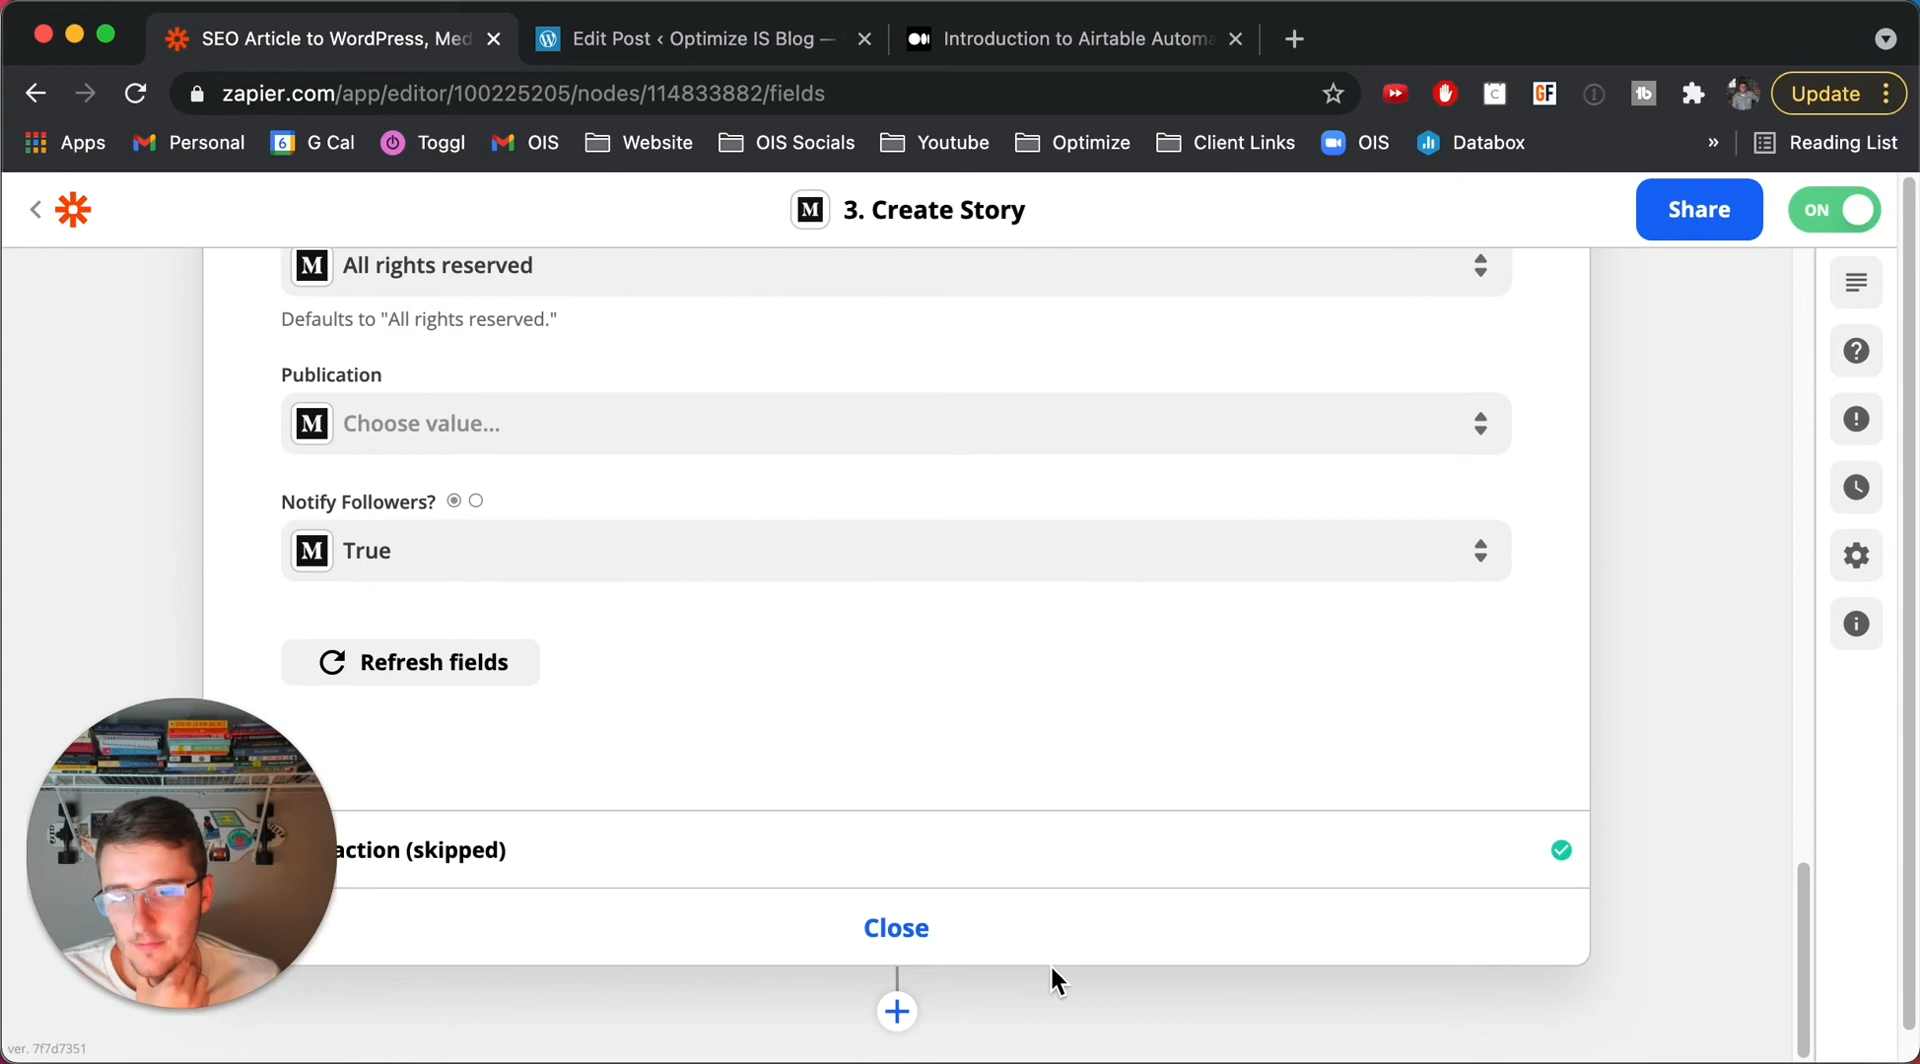 SEO Article to WordPress, Med
Edit Post ‹ Optimize IS Blog —
Introduction to Airtable Autom
zapier.com/app/editor/100225205/nodes/114833882/fields
Update
Apps
Personal
6
G Cal
Toggl
OIS
Website
OIS Socials
Youtube
Optimize
Client Links
OIS
Databox
»
Reading List
M
3. Create Story
Share
ON
M
All rights reserved
Defaults to "All rights reserved."
Publication
M
Choose value...
Notify Followers?
M
True
Refresh fields
action (skipped)
Close
ver. 7f7d7351